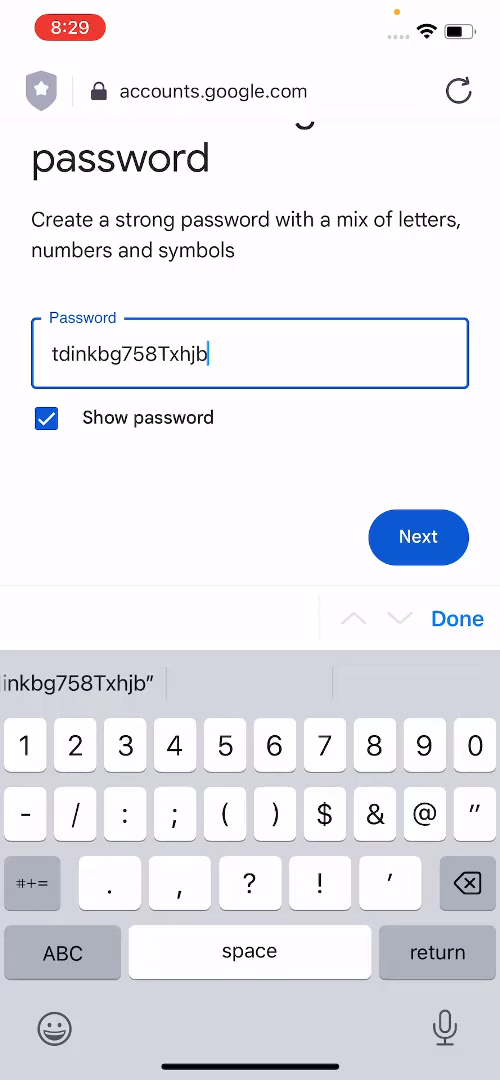 8:29
accounts.google.com
password
Create a strong password with a mix of letters,
numbers and symbols
Password
tdinkbg758Txhjb
Show password
Next
Done
inkbg758Txhjb"
1 2 3 4 5 6 7 8 9 0
- / : ; ( ) $ & @ "
#+= . , ? ! '
ABC space return